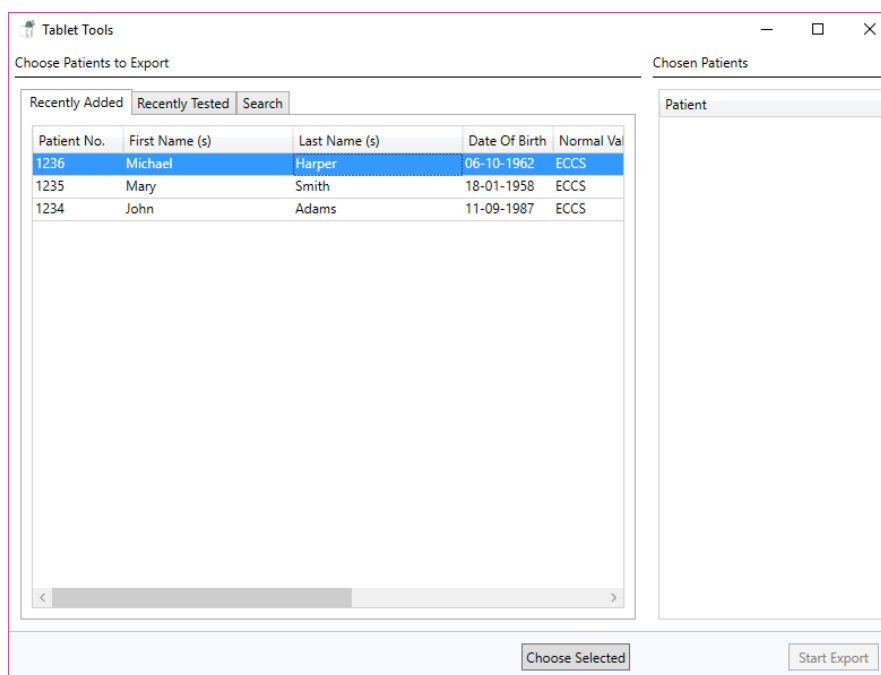 Tablet Tools
Choose Patients to Export
Chosen Patients
Recently Added Recently Tested Search
Patient
Patient No. First Name (s) Last Name (s) Date Of Birth Normal Val
1236 Michael Harper 06-10-1962 ECCS
1235 Mary Smith 18-01-1958 ECCS
1234 John Adams 11-09-1987 ECCS
Choose Selected Start Export